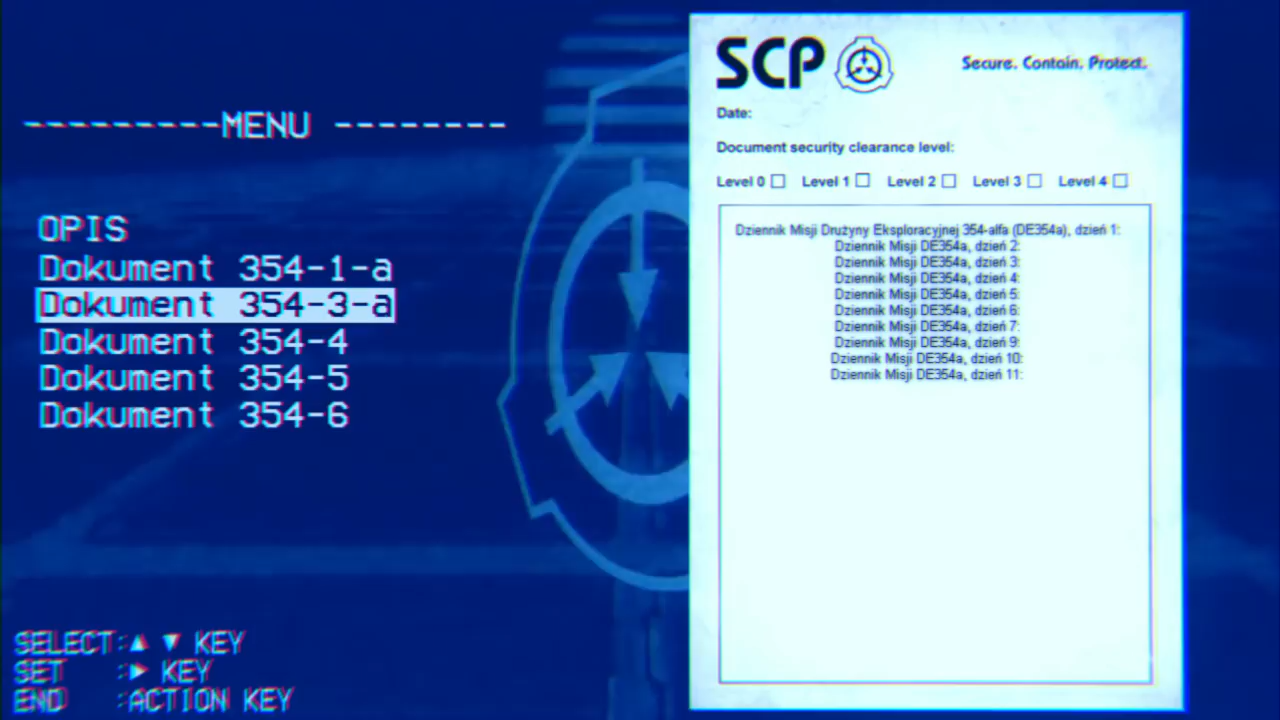 ---------MENU --------
OPIS
Dokument 354-1-a
Dokument 354-3-a
Dokument 354-4
Dokument 354-5
Dokument 354-6
SELECT:▲ ▼ KEY
SET :► KEY
END :ACTION KEY
SCP
Secure. Contain. Protect.
Date:
Document security clearance level:
Level 0 □ Level 1 □ Level 2 □ Level 3 □ Level 4 □
Dziennik Misji Drużyny Eksploracyjnej 354-alfa (DE354a), dzień 1:
Dziennik Misji DE354a, dzień 2:
Dziennik Misji DE354a, dzień 3:
Dziennik Misji DE354a, dzień 4:
Dziennik Misji DE354a, dzień 5:
Dziennik Misji DE354a, dzień 6:
Dziennik Misji DE354a, dzień 7:
Dziennik Misji DE354a, dzień 9:
Dziennik Misji DE354a, dzień 10:
Dziennik Misji DE354a, dzień 11: